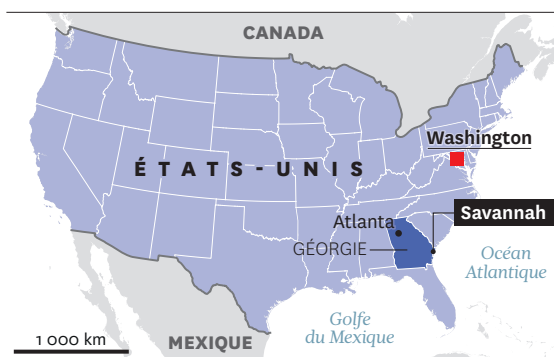 CANADA
Washington
ÉTATS-UNIS
Savannah
Atlanta
GÉORGIE
Océan
Atlantique
Golfe
du Mexique
1 000 km
MEXIQUE